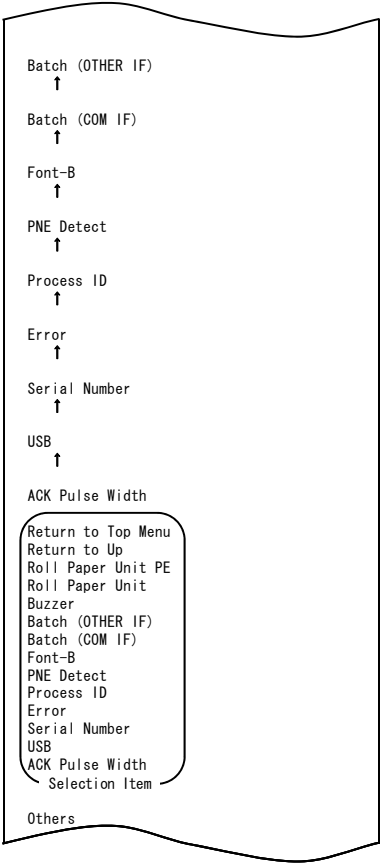 Batch (OTHER IF)
↑
Batch (COM IF)
↑
Font-B
↑
PNE Detect
↑
Process ID
↑
Error
↑
Serial Number
↑
USB
↑
ACK Pulse Width
Return to Top Menu
Return to Up
Roll Paper Unit PE
Roll Paper Unit
Buzzer
Batch (OTHER IF)
Batch (COM IF)
Font-B
PNE Detect
Process ID
Error
Serial Number
USB
ACK Pulse Width
Selection Item
Others